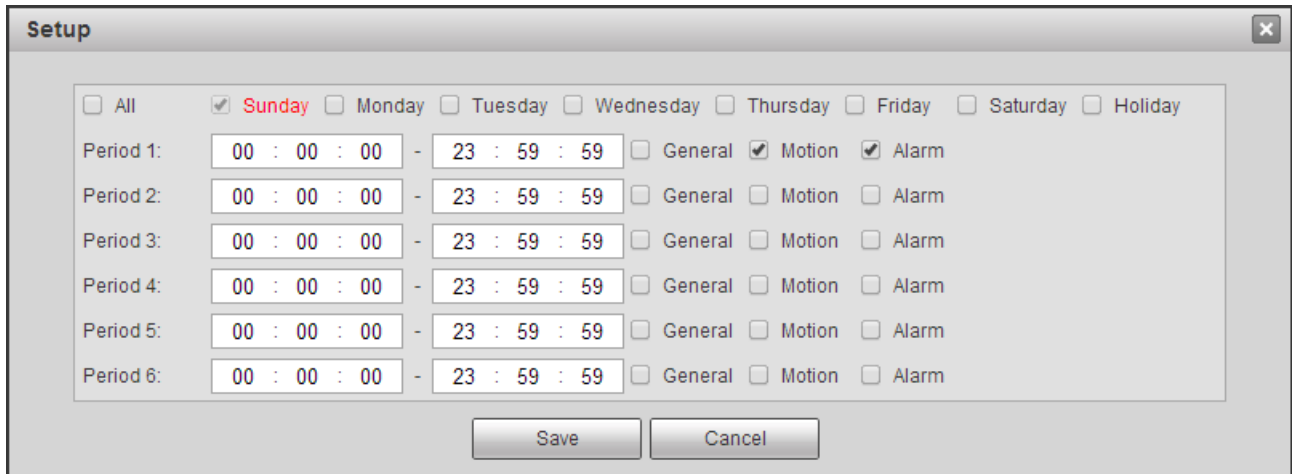 Setup
All Sunday Monday Tuesday Wednesday Thursday Friday Saturday Holiday
Period 1: 00 : 00 : 00 - 23 : 59 : 59 General Motion Alarm
Period 2: 00 : 00 : 00 - 23 : 59 : 59 General Motion Alarm
Period 3: 00 : 00 : 00 - 23 : 59 : 59 General Motion Alarm
Period 4: 00 : 00 : 00 - 23 : 59 : 59 General Motion Alarm
Period 5: 00 : 00 : 00 - 23 : 59 : 59 General Motion Alarm
Period 6: 00 : 00 : 00 - 23 : 59 : 59 General Motion Alarm
Save Cancel